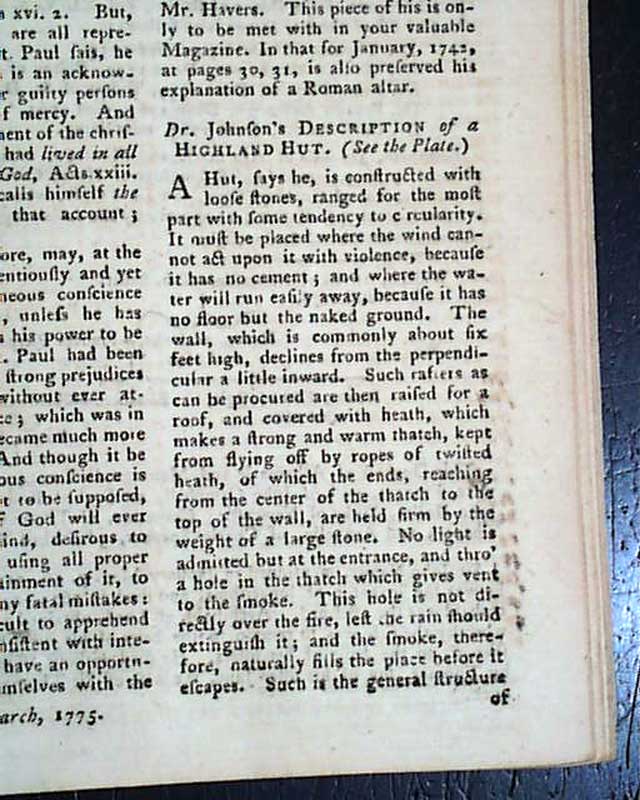 s xvi. 2. But,
are all repre-
t. Paul ſais, he
is an acknow-
r guilty perſons
f mercy. And
ment of the chriſ-
had lived in all
God, Acts xxiii.
calls himſelf the
that account;
ore, may, at the
entiouſly and yet
neous conſcience
, unleſs he has
his power to be
. Paul had been
ſtrong prejudices
without ever at-
ce; which was in
ecame much more
And though it be
ous conſcience is
ot to be ſuppoſed,
f God will ever
ind, deſirous to
uſing all proper
ainment of it, to
ny fatal miſtakes:
cult to apprehend
nſiſtent with inte-
have an opportu-
mſelves with the
arch, 1775.
Mr. Havers. This piece of his is on-
ly to be met with in your valuable
Magazine. In that for January, 1742,
at pages 30, 31, is alſo preſerved his
explanation of a Roman altar.
Dr. Johnſon's DESCRIPTION of a
HIGHLAND HUT. (See the Plate.)
A Hut, ſays he, is conſtructed with
looſe ſtones, ranged for the moſt
part with ſome tendency to c rcularity.
It muſt be placed where the wind can-
not act upon it with violence, becauſe
it has no cement; and where the wa-
ter will run eaſily away, becauſe it has
no floor but the naked ground. The
wall, which is commonly about ſix
feet high, declines from the perpendi-
cular a little inward. Such rafters as
can be procured are then raiſed for a
roof, and covered with heath, which
makes a ſtrong and warm thatch, kept
from flying off by ropes of twiſted
heath, of which the ends, reaching
from the center of the thatch to the
top of the wall, are held firm by the
weight of a large ſtone. No light is
admitted but at the entrance, and thro'
a hole in the thatch which gives vent
to the ſmoke. This hole is not di-
rectly over the fire, leſt the rain ſhould
extinguiſh it; and the ſmoke, there-
fore, naturally fills the place before it
eſcapes. Such is the general ſtructure
of